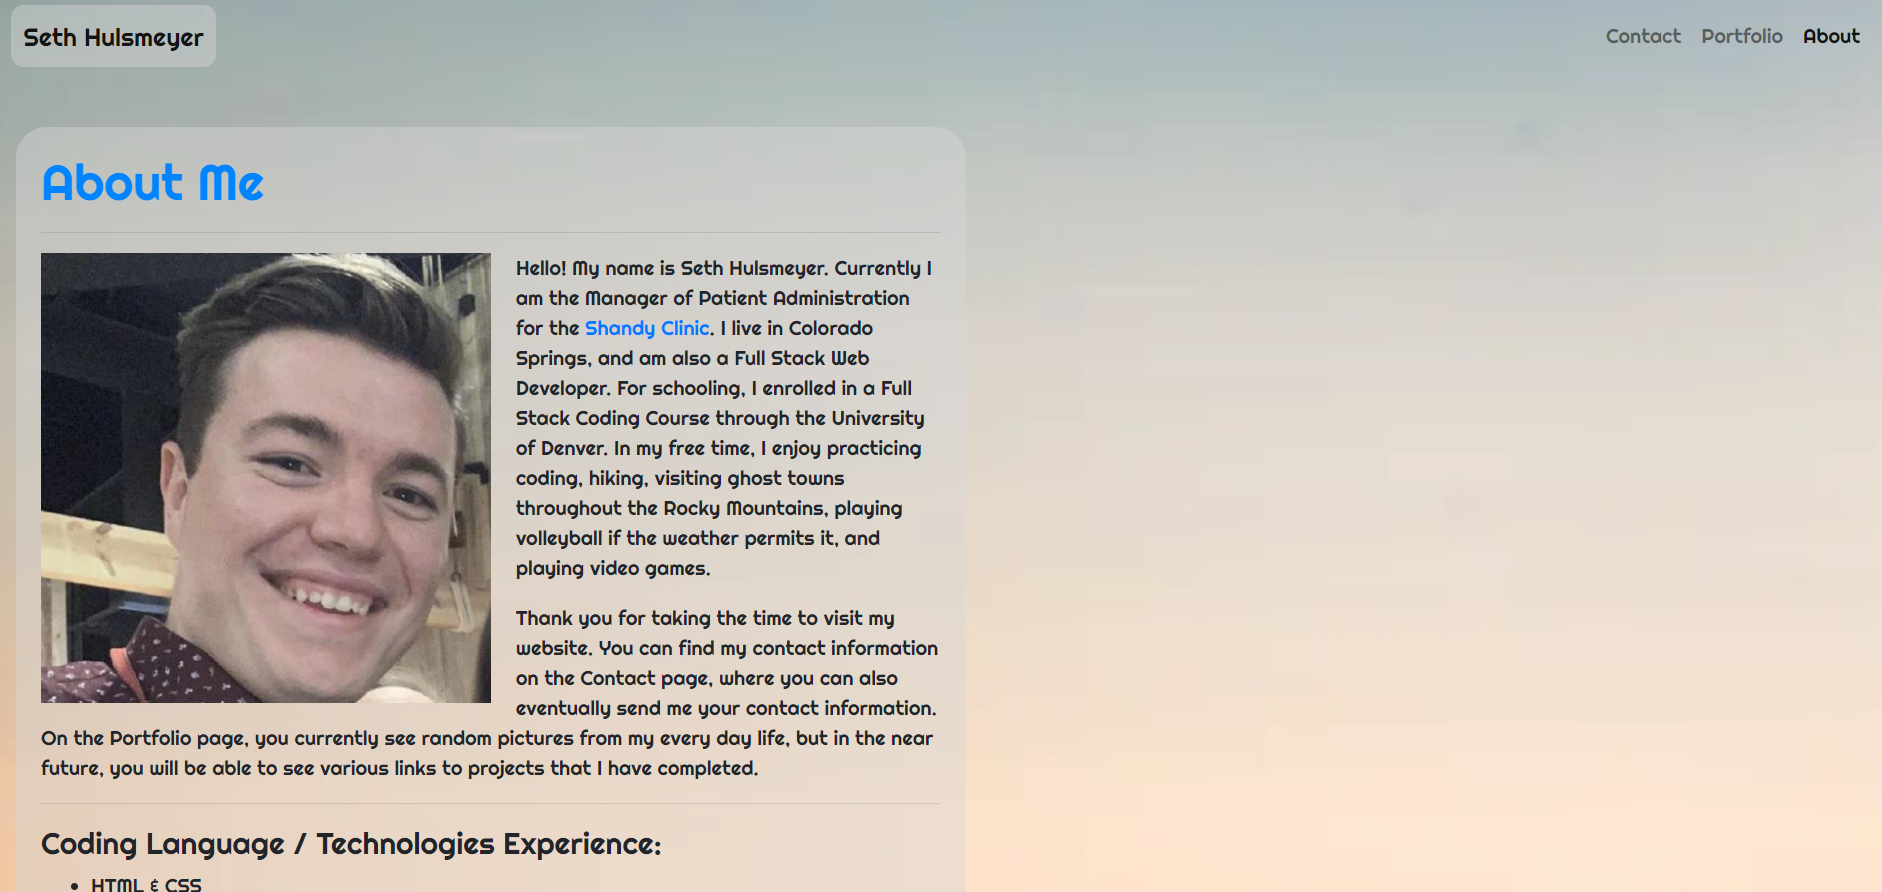 Seth Hulsmeyer
Contact Portfolio About
About Me
Hello! My name is Seth Hulsmeyer. Currently I
am the Manager of Patient Administration
for the Shandy Clinic. I live in Colorado
Springs, and am also a Full Stack Web
Developer. For schooling, I enrolled in a Full
Stack Coding Course through the University
of Denver. In my free time, I enjoy practicing
coding, hiking, visiting ghost towns
throughout the Rocky Mountains, playing
volleyball if the weather permits it, and
playing video games.
Thank you for taking the time to visit my
website. You can find my contact information
on the Contact page, where you can also
eventually send me your contact information.
On the Portfolio page, you currently see random pictures from my every day life, but in the near
future, you will be able to see various links to projects that I have completed.
Coding Language / Technologies Experience:
• HTML & CSS